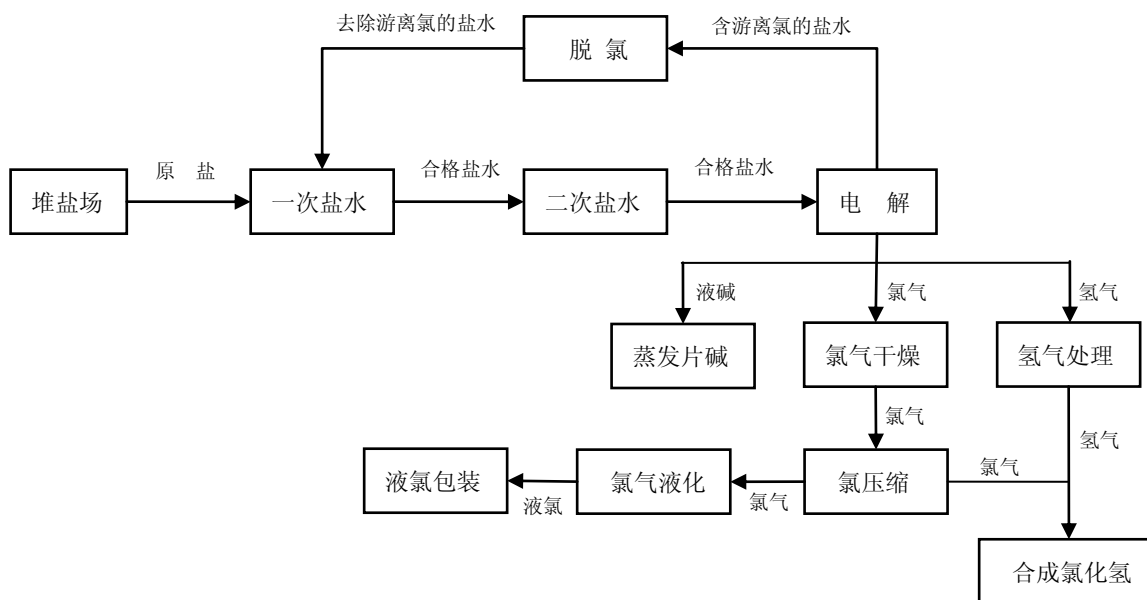 去除游离氯的盐水
脱 氯
含游离氯的盐水
堆盐场
原 盐
一次盐水
合格盐水
二次盐水
合格盐水
电 解
液碱
氯气
氢气
蒸发片碱
氯气干燥
氢气处理
氯气
氢气
液氯包装
液氯
氯气液化
氯气
氯压缩
氯气
合成氯化氢